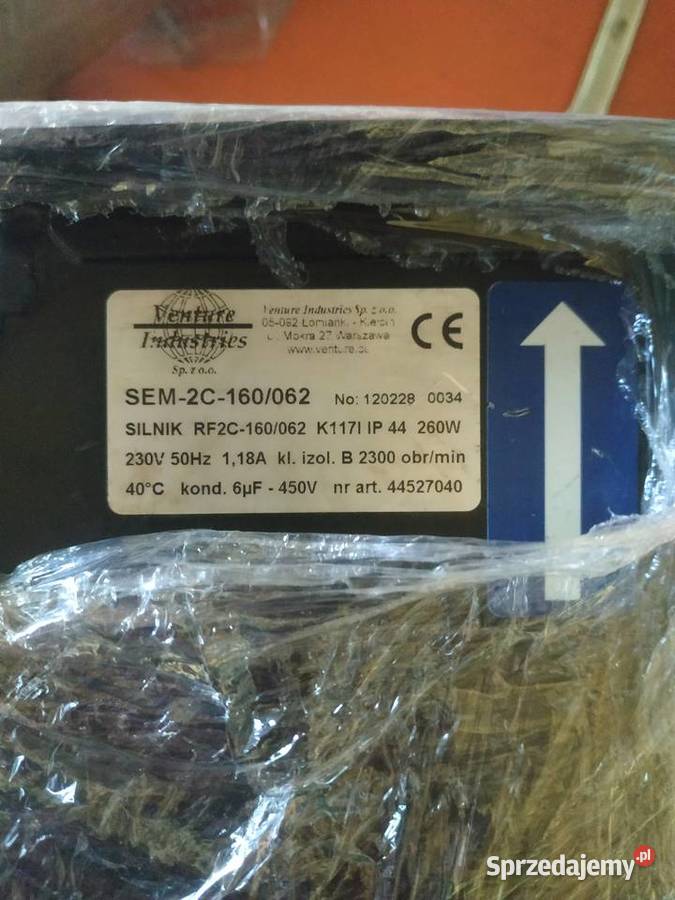 Venture
Industries
Sp. z o.o.
Venture Industries Sp. z o.o.
05-092 Łomianki - Kiełpin
ul. Mokra 27 Warszawa
www.venture.pl
CE
SEM-2C-160/062 No: 120228 0034
SILNIK RF2C-160/062 K117I IP 44 260W
230V 50Hz 1,18A kl. izol. B 2300 obr/min
40°C kond. 6µF - 450V nr art. 44527040
Sprzedajemy.pl